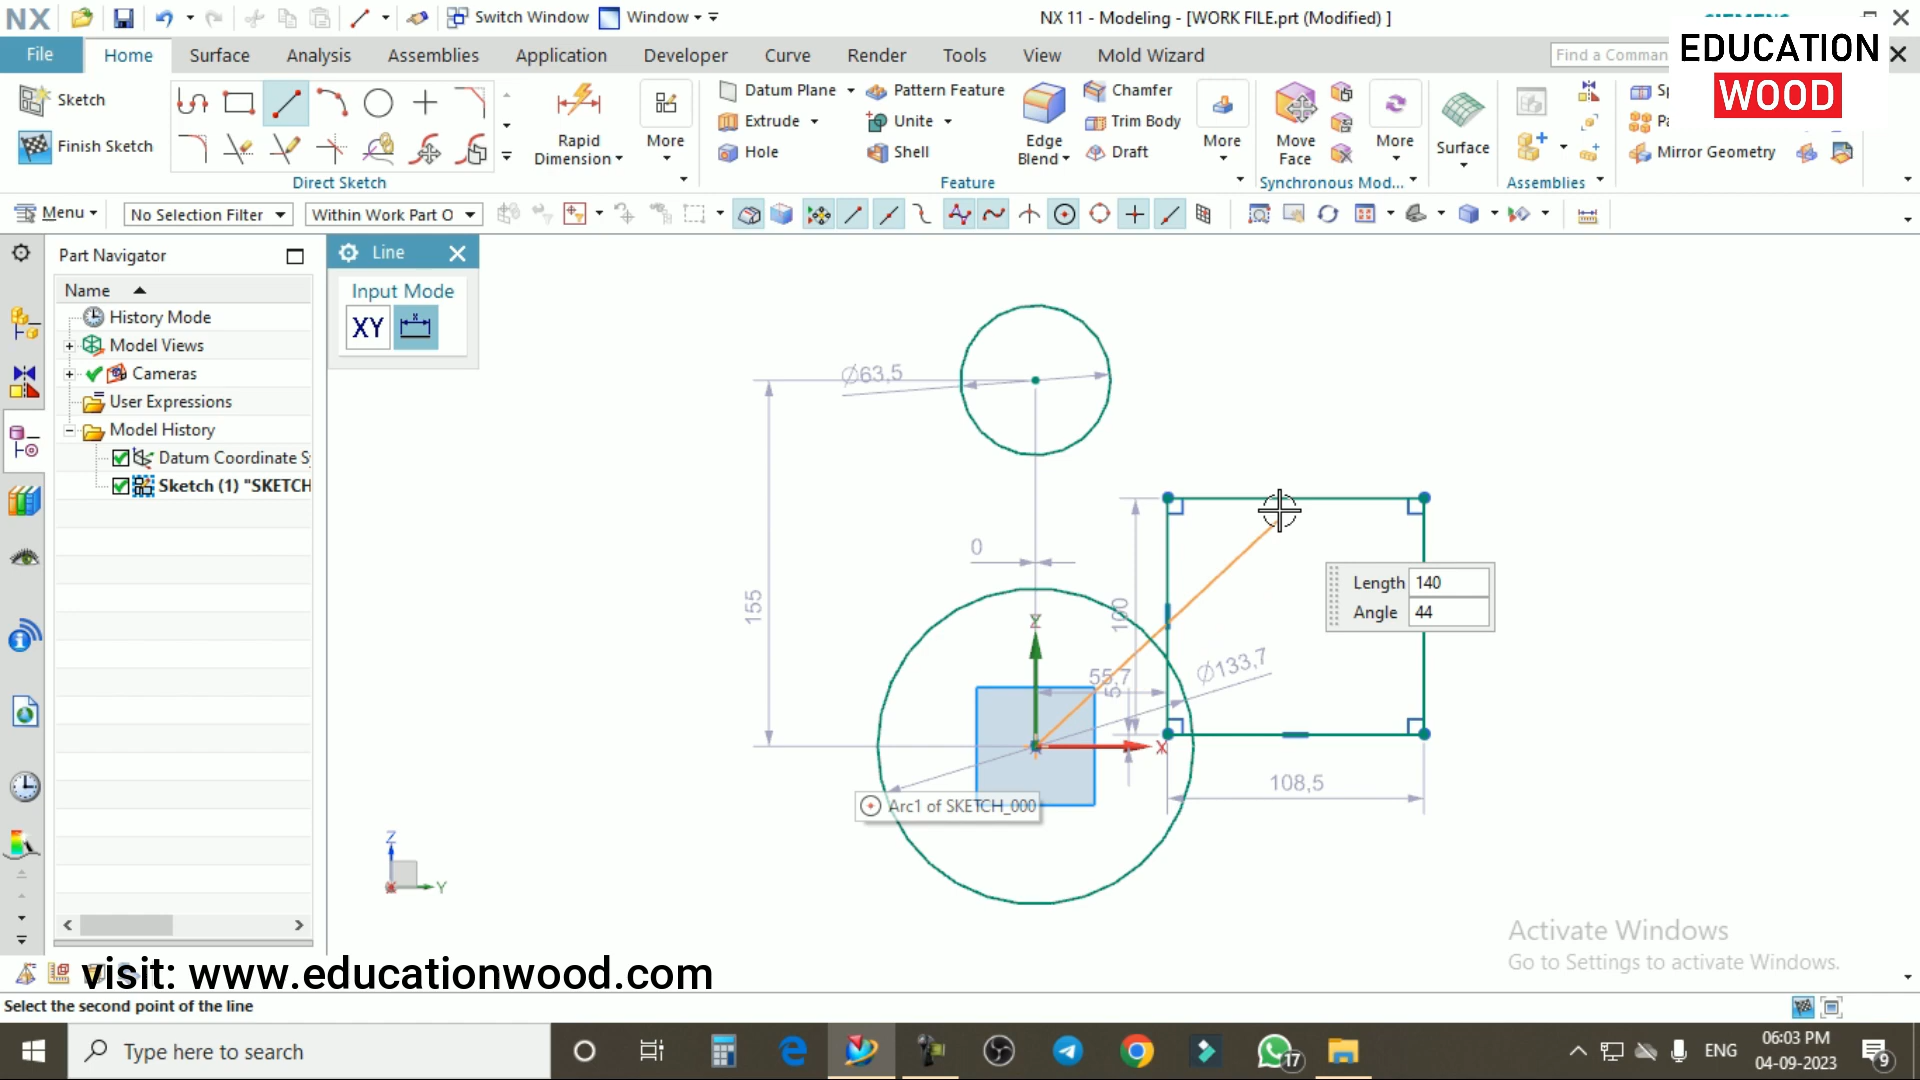 NX
Switch Window
Window
NX 11 - Modeling - [WORK FILE.prt (Modified) ]
EDUCATION
WOOD
File
Home
Surface
Analysis
Assemblies
Application
Developer
Curve
Render
Tools
View
Mold Wizard
Find a Comman
Sketch
Finish Sketch
Direct Sketch
Rapid
Dimension
More
Datum Plane
Extrude
Hole
Pattern Feature
Unite
Shell
Edge
Blend
Chamfer
Trim Body
Draft
More
Feature
Move
Face
More
Synchronous Mod...
Surface
Assemblies
Mirror Geometry
Menu
No Selection Filter
Within Work Part O
Part Navigator
Name
History Mode
Model Views
Cameras
User Expressions
Model History
Datum Coordinate S
Sketch (1) "SKETCH
Line
Input Mode
XY
Ø63,5
155
0
100
55,7
5
Ø133,7
108,5
Z
X
Length 140
Angle 44
Arc1 of SKETCH_000
Z
Y
X
Activate Windows
Go to Settings to activate Windows.
visit: www.educationwood.com
Select the second point of the line
Type here to search
17
ENG
06:03 PM
04-09-2023
9